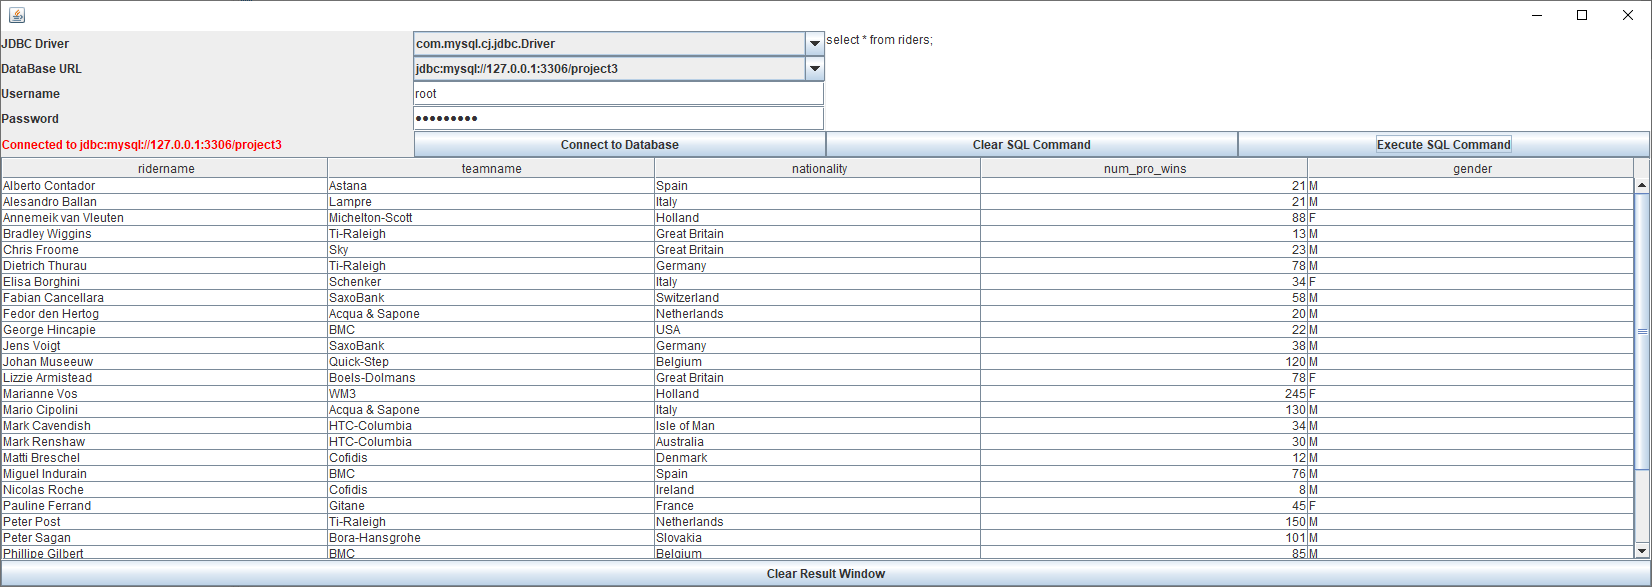 JDBC Driver com.mysql.cj.jdbc.Driver select * from riders;
DataBase URL jdbc:mysql://127.0.0.1:3306/project3
Username root
Password •••••••••
Connected to jdbc:mysql://127.0.0.1:3306/project3 Connect to Database Clear SQL Command Execute SQL Command
ridername teamname nationality num_pro_wins gender
Alberto Contador Astana Spain 21 M
Alesandro Ballan Lampre Italy 21 M
Annemeik van Vleuten Michelton-Scott Holland 88 F
Bradley Wiggins Ti-Raleigh Great Britain 13 M
Chris Froome Sky Great Britain 23 M
Dietrich Thurau Ti-Raleigh Germany 78 M
Elisa Borghini Schenker Italy 34 F
Fabian Cancellara SaxoBank Switzerland 58 M
Fedor den Hertog Acqua & Sapone Netherlands 20 M
George Hincapie BMC USA 22 M
Jens Voigt SaxoBank Germany 38 M
Johan Museeuw Quick-Step Belgium 120 M
Lizzie Armistead Boels-Dolmans Great Britain 78 F
Marianne Vos WM3 Holland 245 F
Mario Cipolini Acqua & Sapone Italy 130 M
Mark Cavendish HTC-Columbia Isle of Man 34 M
Mark Renshaw HTC-Columbia Australia 30 M
Matti Breschel Cofidis Denmark 12 M
Miguel Indurain BMC Spain 76 M
Nicolas Roche Cofidis Ireland 8 M
Pauline Ferrand Gitane France 45 F
Peter Post Ti-Raleigh Netherlands 150 M
Peter Sagan Bora-Hansgrohe Slovakia 101 M
Phillipe Gilbert BMC Belgium 85 M
Clear Result Window